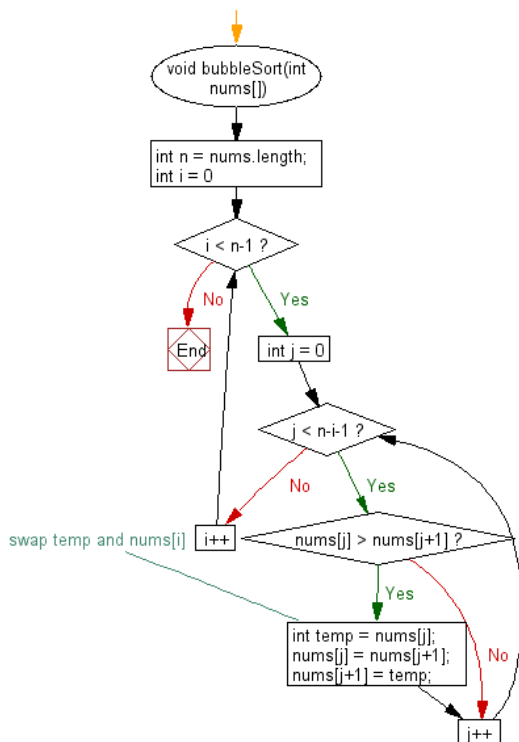 void bubbleSort(int
nums[])
int n = nums.length;
int i = 0
i < n-1 ?
No
Yes
End
int j = 0
j < n-i-1 ?
No
Yes
swap temp and nums[i]
i++
nums[j] > nums[j+1] ?
Yes
int temp = nums[j];
nums[j] = nums[j+1];
nums[j+1] = temp;
No
j++